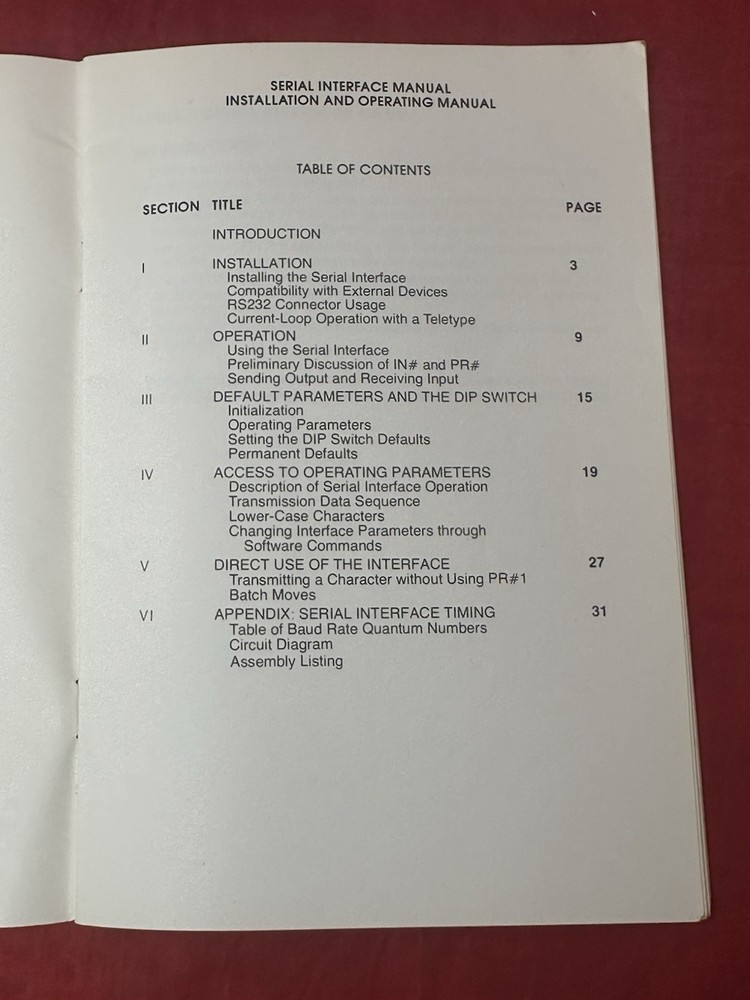 SERIAL INTERFACE MANUAL
INSTALLATION AND OPERATING MANUAL
TABLE OF CONTENTS
SECTION TITLE PAGE
INTRODUCTION
I INSTALLATION 3
Installing the Serial Interface
Compatibility with External Devices
RS232 Connector Usage
Current-Loop Operation with a Teletype
II OPERATION 9
Using the Serial Interface
Preliminary Discussion of IN# and PR#
Sending Output and Receiving Input
III DEFAULT PARAMETERS AND THE DIP SWITCH 15
Initialization
Operating Parameters
Setting the DIP Switch Defaults
Permanent Defaults
IV ACCESS TO OPERATING PARAMETERS 19
Description of Serial Interface Operation
Transmission Data Sequence
Lower-Case Characters
Changing Interface Parameters through
Software Commands
V DIRECT USE OF THE INTERFACE 27
Transmitting a Character without Using PR#1
Batch Moves
VI APPENDIX: SERIAL INTERFACE TIMING 31
Table of Baud Rate Quantum Numbers
Circuit Diagram
Assembly Listing